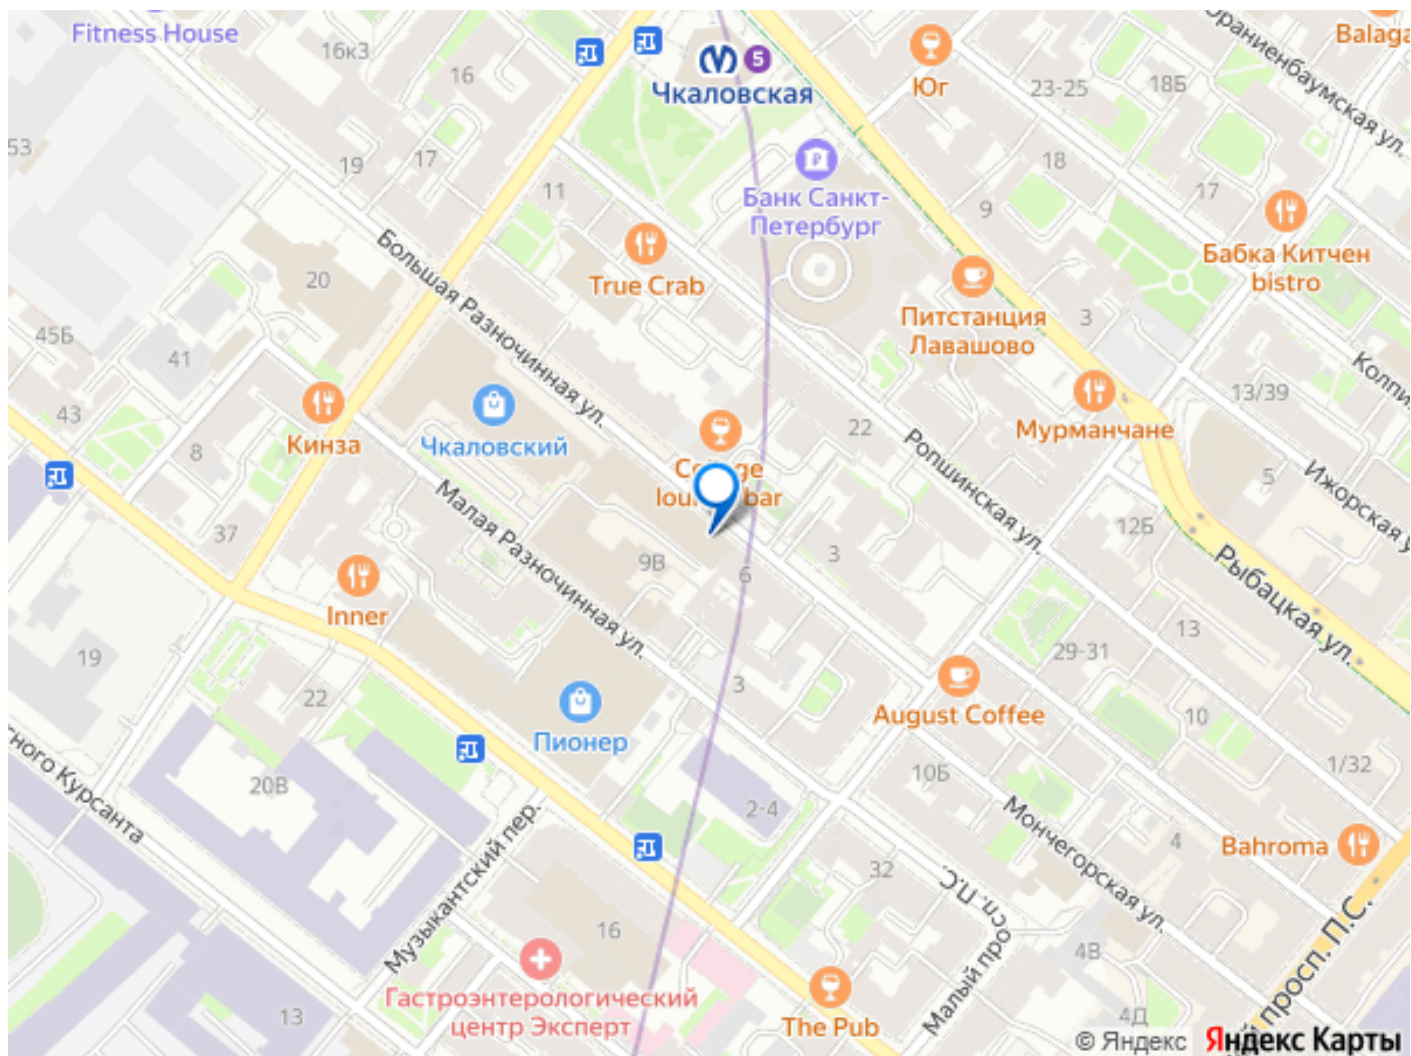 Fitness House
16к3
16
5
Чкаловская
Юг
23-25
18Б
Ораниенбаумская ул.
53
19
17
11
Банк Санкт-
Петербург
9
18
17
Бабка Китчен
bistro
True Crab
Большая Разночинная ул.
20
Питстанция
Лавашово
3
45Б
41
43
8
Кинза
Чкаловский
22
Мурманчане
13/39
5
Ропшинская ул.
Малая Разночинная ул.
bar
37
Inner
9В
6
3
12Б
Рыбацкая ул.
19
22
3
29-31
13
August Coffee
10
Пионер
1/32
20В
2-4
10Б
Мончегорская ул.
4
Bahroma
Музыкантский пер.
32
Малый просп. П.С.
16
4В
просп. П.С.
Гастроэнтерологический
центр Эксперт
13
The Pub
4Д
© Яндекс Яндекс Карты